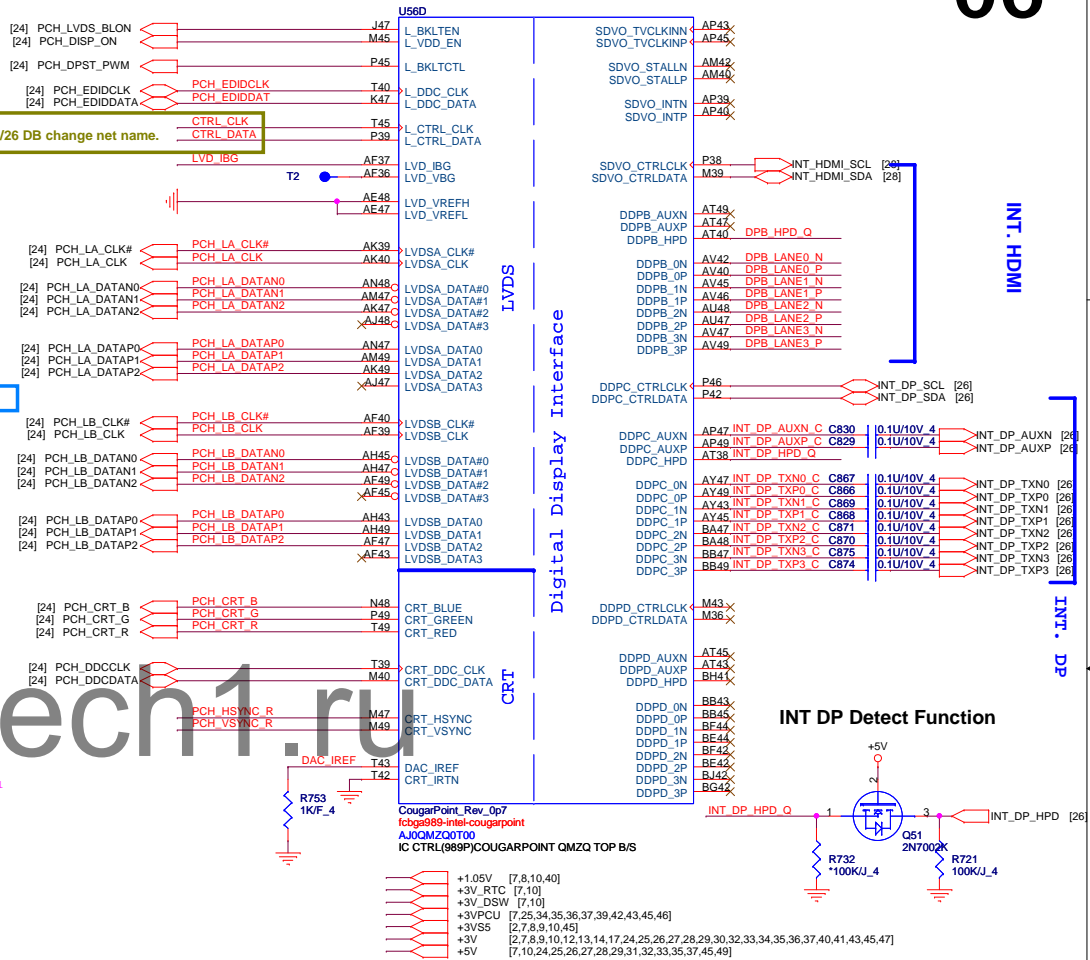 06
U56D
[24] PCH_LVDS_BLON J47 L_BKLTEN
[24] PCH_DISP_ON M45 L_VDD_EN
[24] PCH_DPST_PWM P45 L_BKLTCTL
[24] PCH_EDIDCLK PCH_EDIDCLK T40 L_DDC_CLK
[24] PCH_EDIDDATA PCH_EDIDDAT K47 L_DDC_DATA
/26 DB change net name.
CTRL_CLK T45 L_CTRL_CLK
CTRL_DATA P39 L_CTRL_DATA
LVD_IBG AF37 LVD_IBG
T2 AF36 LVD_VBG
AE48 LVD_VREFH
AE47 LVD_VREFL
[24] PCH_LA_CLK# PCH_LA_CLK# AK39 LVDSA_CLK#
[24] PCH_LA_CLK PCH_LA_CLK AK40 LVDSA_CLK
[24] PCH_LA_DATAN0 PCH_LA_DATAN0 AN48 LVDSA_DATA#0
[24] PCH_LA_DATAN1 PCH_LA_DATAN1 AM47 LVDSA_DATA#1
[24] PCH_LA_DATAN2 PCH_LA_DATAN2 AK47 LVDSA_DATA#2
AJ48 LVDSA_DATA#3
[24] PCH_LA_DATAP0 PCH_LA_DATAP0 AN47 LVDSA_DATA0
[24] PCH_LA_DATAP1 PCH_LA_DATAP1 AM49 LVDSA_DATA1
[24] PCH_LA_DATAP2 PCH_LA_DATAP2 AK49 LVDSA_DATA2
AJ47 LVDSA_DATA3
[24] PCH_LB_CLK# PCH_LB_CLK# AF40 LVDSB_CLK#
[24] PCH_LB_CLK PCH_LB_CLK AF39 LVDSB_CLK
[24] PCH_LB_DATAN0 PCH_LB_DATAN0 AH45 LVDSB_DATA#0
[24] PCH_LB_DATAN1 PCH_LB_DATAN1 AH47 LVDSB_DATA#1
[24] PCH_LB_DATAN2 PCH_LB_DATAN2 AF49 LVDSB_DATA#2
AF45 LVDSB_DATA#3
[24] PCH_LB_DATAP0 PCH_LB_DATAP0 AH43 LVDSB_DATA0
[24] PCH_LB_DATAP1 PCH_LB_DATAP1 AH49 LVDSB_DATA1
[24] PCH_LB_DATAP2 PCH_LB_DATAP2 AF47 LVDSB_DATA2
AF43 LVDSB_DATA3
[24] PCH_CRT_B PCH_CRT_B N48 CRT_BLUE
[24] PCH_CRT_G PCH_CRT_G P49 CRT_GREEN
[24] PCH_CRT_R PCH_CRT_R T49 CRT_RED
[24] PCH_DDCCLK T39 CRT_DDC_CLK
[24] PCH_DDCDATA M40 CRT_DDC_DATA
PCH_HSYNC_R M47 CRT_HSYNC
PCH_VSYNC_R M49 CRT_VSYNC
DAC_IREF T43 DAC_IREF
T42 CRT_IRTN
R753
1K/F_4
LVDS
CRT
Digital Display Interface
SDVO_TVCLKINN AP43
SDVO_TVCLKINP AP45
SDVO_STALLN AM42
SDVO_STALLP AM40
SDVO_INTN AP39
SDVO_INTP AP40
SDVO_CTRLCLK P38 INT_HDMI_SCL [28]
SDVO_CTRLDATA M39 INT_HDMI_SDA [28]
DDPB_AUXN AT49
DDPB_AUXP AT47
DDPB_HPD AT40 DPB_HPD_Q
DDPB_0N AV42 DPB_LANE0_N
DDPB_0P AV40 DPB_LANE0_P
DDPB_1N AV45 DPB_LANE1_N
DDPB_1P AV46 DPB_LANE1_P
DDPB_2N AU48 DPB_LANE2_N
DDPB_2P AU47 DPB_LANE2_P
DDPB_3N AV47 DPB_LANE3_N
DDPB_3P AV49 DPB_LANE3_P
INT. HDMI
DDPC_CTRLCLK P46 INT_DP_SCL [26]
DDPC_CTRLDATA P42 INT_DP_SDA [26]
DDPC_AUXN AP47 INT_DP_AUXN_C C830 0.1U/10V_4 INT_DP_AUXN [26]
DDPC_AUXP AP49 INT_DP_AUXP_C C829 0.1U/10V_4 INT_DP_AUXP [26]
DDPC_HPD AT38 INT_DP_HPD_Q
DDPC_0N AY47 INT_DP_TXN0_C C867 0.1U/10V_4 INT_DP_TXN0 [26]
DDPC_0P AY49 INT_DP_TXP0_C C866 0.1U/10V_4 INT_DP_TXP0 [26]
DDPC_1N AY43 INT_DP_TXN1_C C869 0.1U/10V_4 INT_DP_TXN1 [26]
DDPC_1P AY45 INT_DP_TXP1_C C868 0.1U/10V_4 INT_DP_TXP1 [26]
DDPC_2N BA47 INT_DP_TXN2_C C871 0.1U/10V_4 INT_DP_TXN2 [26]
DDPC_2P BA48 INT_DP_TXP2_C C870 0.1U/10V_4 INT_DP_TXP2 [26]
DDPC_3N BB47 INT_DP_TXN3_C C875 0.1U/10V_4 INT_DP_TXN3 [26]
DDPC_3P BB49 INT_DP_TXP3_C C874 0.1U/10V_4 INT_DP_TXP3 [26]
INT. DP
DDPD_CTRLCLK M43
DDPD_CTRLDATA M36
DDPD_AUXN AT45
DDPD_AUXP AT43
DDPD_HPD BH41
DDPD_0N BB43
DDPD_0P BB45
DDPD_1N BF44
DDPD_1P BE44
DDPD_2N BF42
DDPD_2P BE42
DDPD_3N BJ42
DDPD_3P BG42
ech1.ru
CougarPoint_Rev_0p7
fcbga989-intel-cougarpoint
AJ0QMZQ0T00
IC CTRL(989P)COUGARPOINT QMZQ TOP B/S
INT DP Detect Function
+5V
2
INT_DP_HPD_Q 1 3 INT_DP_HPD [26]
Q51
2N7002K
R732
*100K/J_4
R721
100K/J_4
+1.05V [7,8,10,40]
+3V_RTC [7,10]
+3V_DSW [7,10]
+3VPCU [7,25,34,35,36,37,39,42,43,45,46]
+3VS5 [2,7,8,9,10,45]
+3V [2,7,8,9,10,12,13,14,17,24,25,26,27,28,29,30,32,33,34,35,36,37,40,41,43,45,47]
+5V [7,10,24,25,26,27,28,29,31,32,33,35,37,45,49]